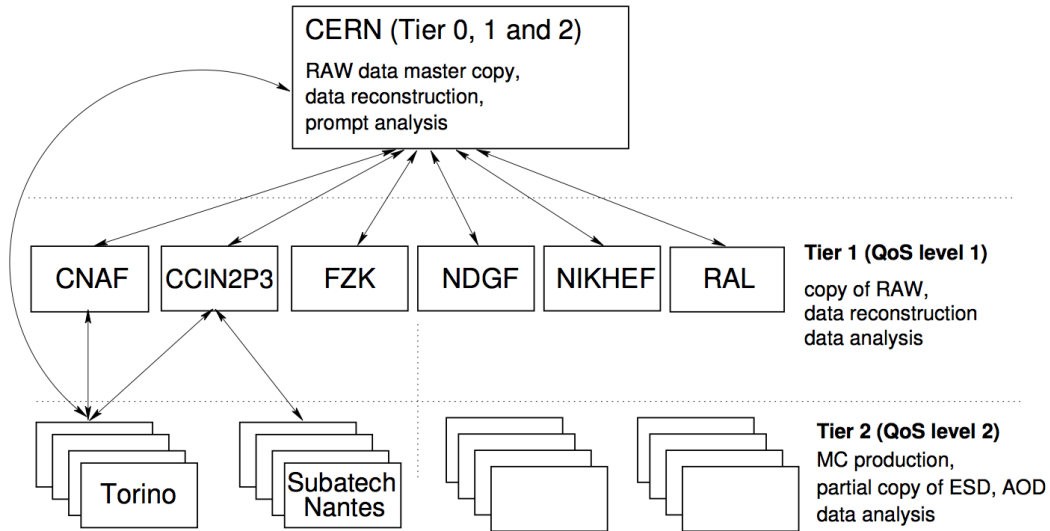 CERN (Tier 0, 1 and 2)
RAW data master copy,
data reconstruction,
prompt analysis
CNAF
CCIN2P3
FZK
NDGF
NIKHEF
RAL
Tier 1 (QoS level 1)
copy of RAW,
data reconstruction
data analysis
Torino
Subatech
Nantes
Tier 2 (QoS level 2)
MC production,
partial copy of ESD, AOD
data analysis